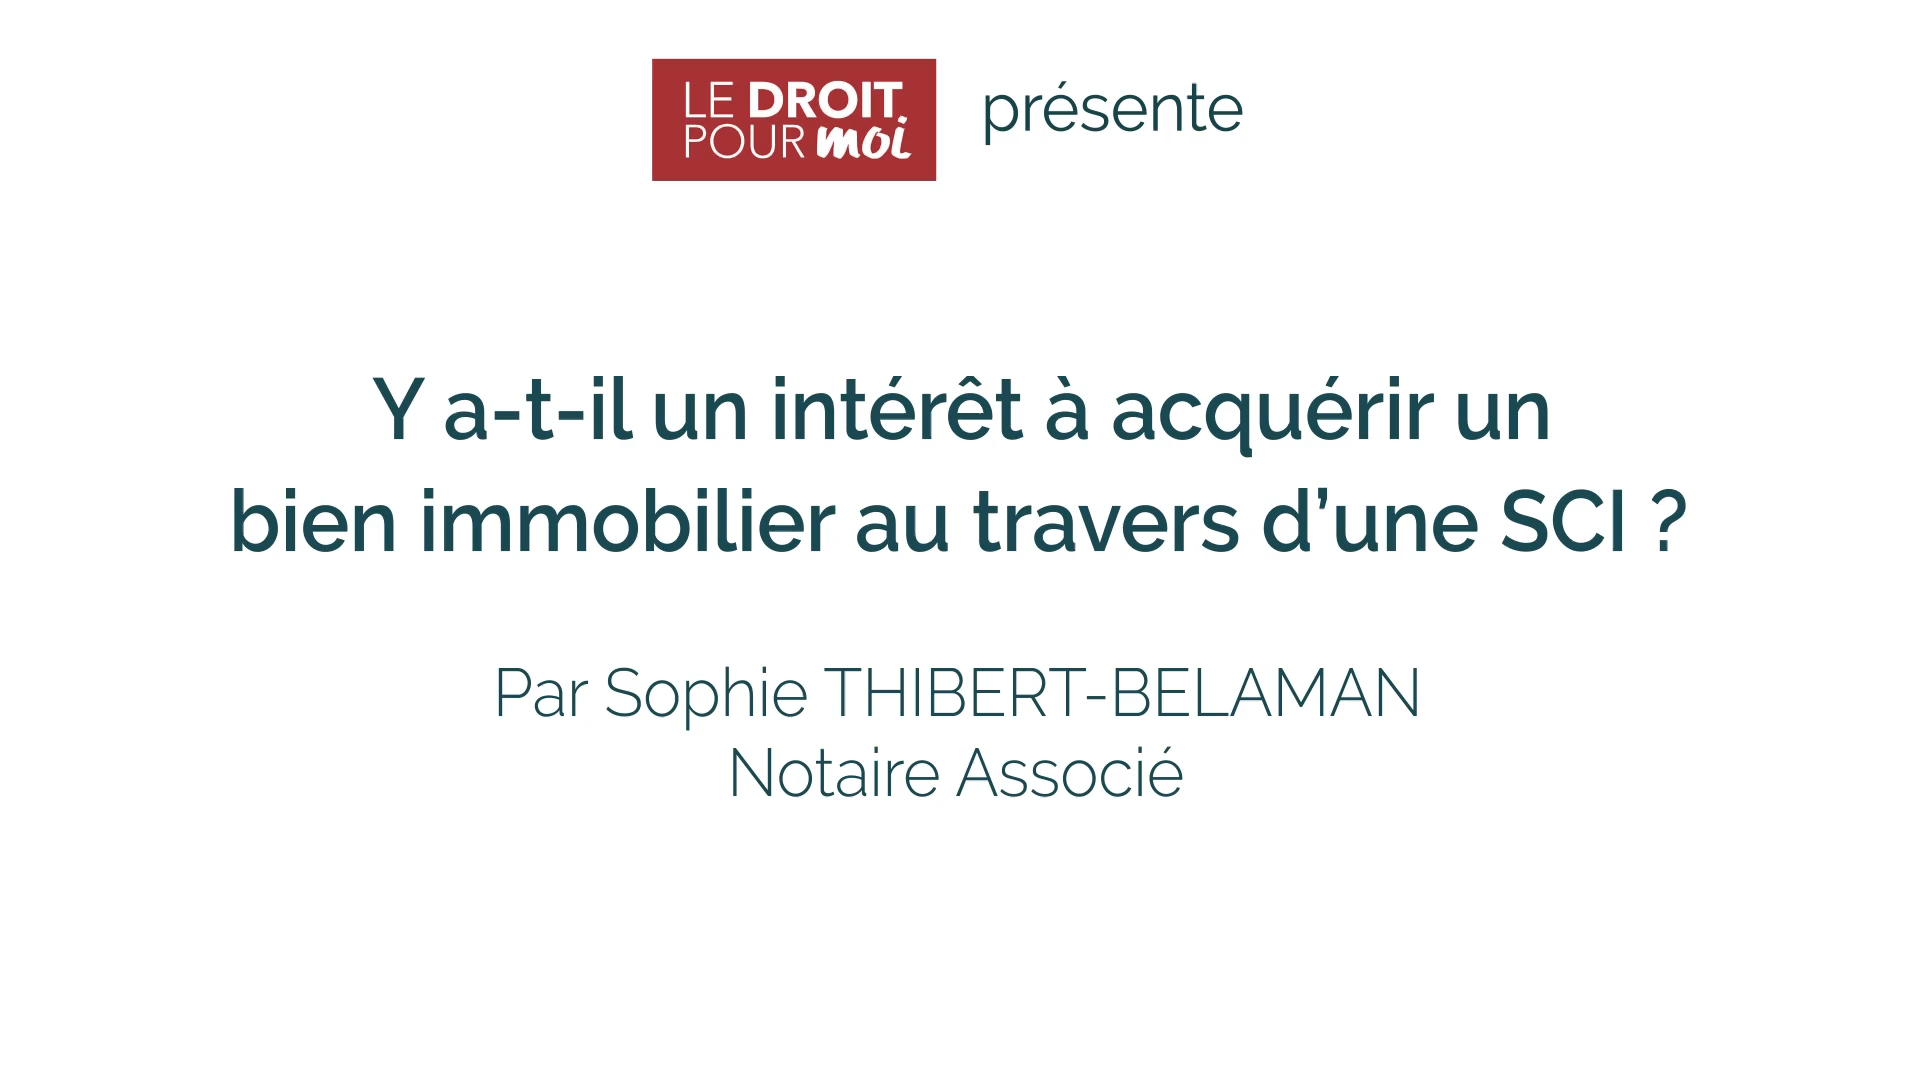 LE DROIT
POUR moi
présente
Y a-t-il un intérêt à acquérir un
bien immobilier au travers d’une SCI ?
Par Sophie THIBERT-BELAMAN
Notaire Associé